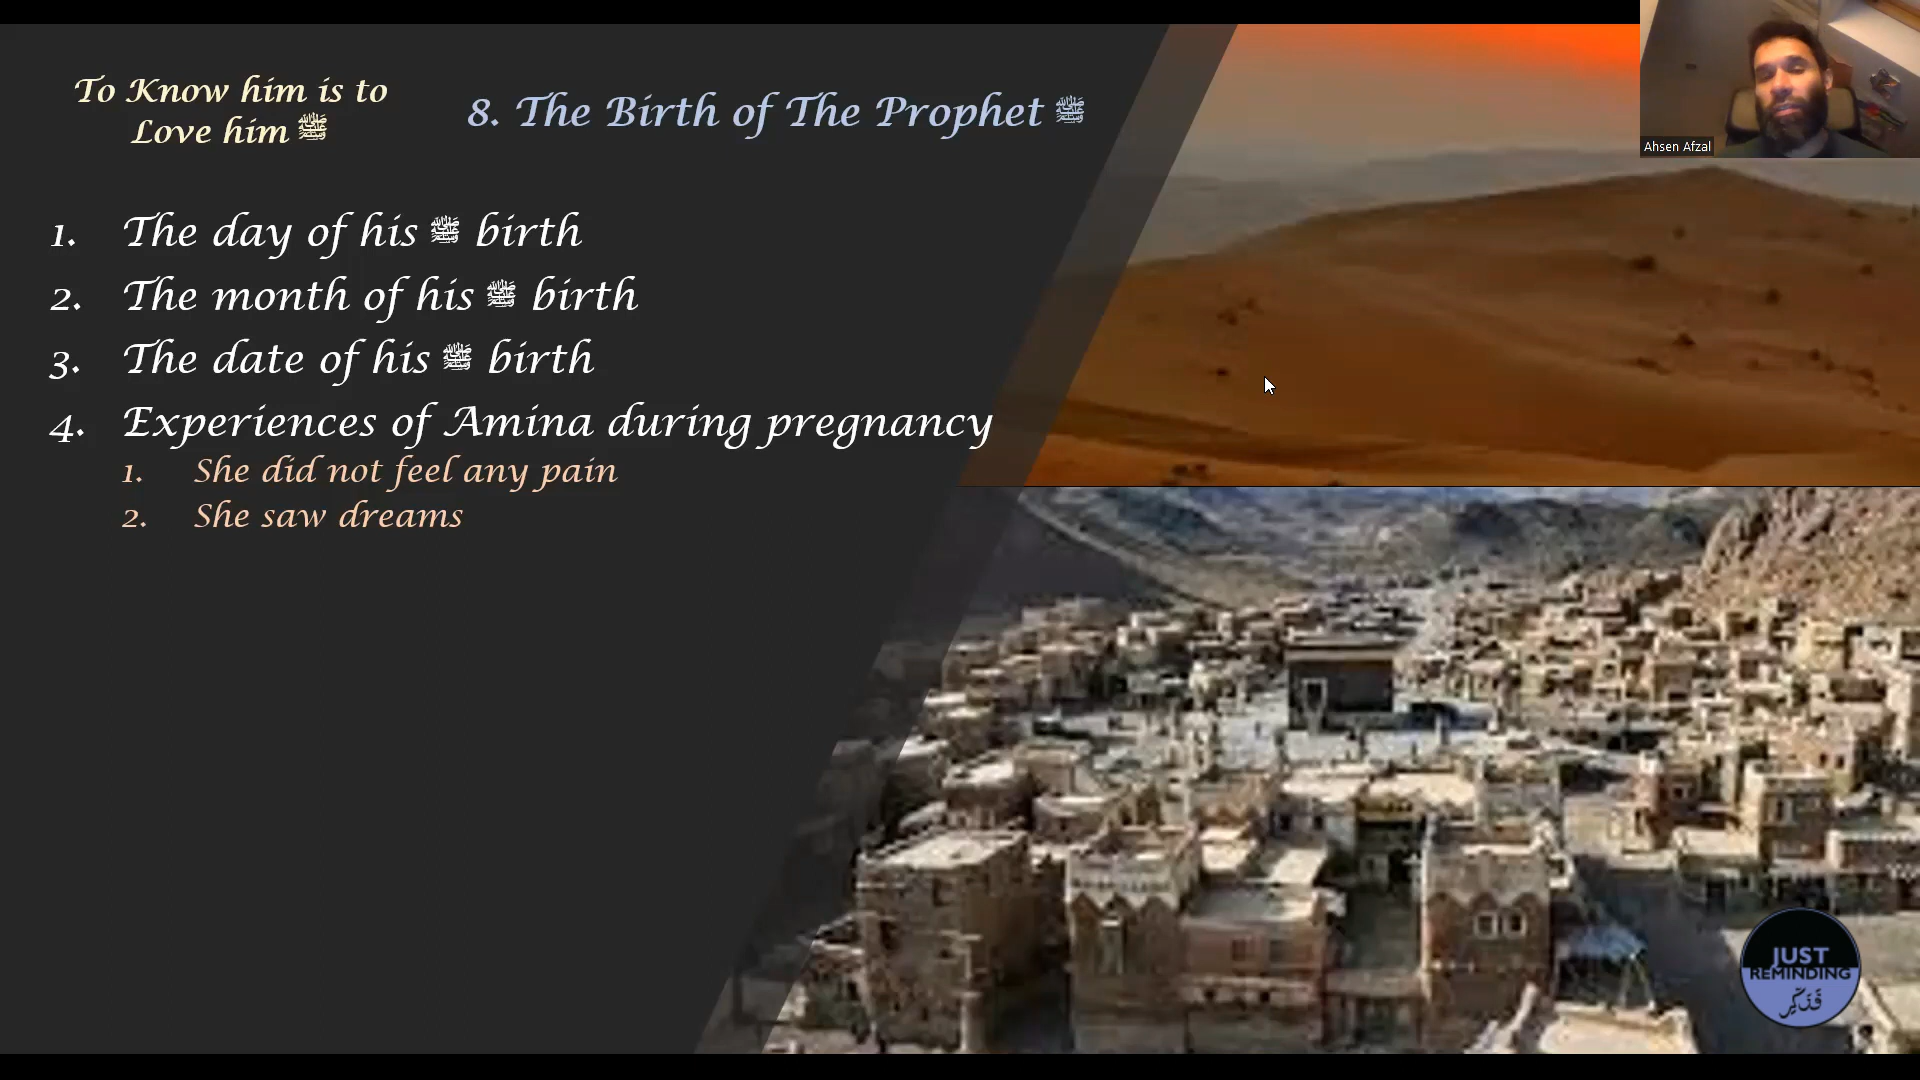 To Know him is to
Love him ﷺ
8. The Birth of The Prophet ﷺ
Ahsen Afzal
1. The day of his ﷺ birth
2. The month of his ﷺ birth
3. The date of his ﷺ birth
4. Experiences of Amina during pregnancy
1. She did not feel any pain
2. She saw dreams
JUST
REMINDING
فَذَكِّر